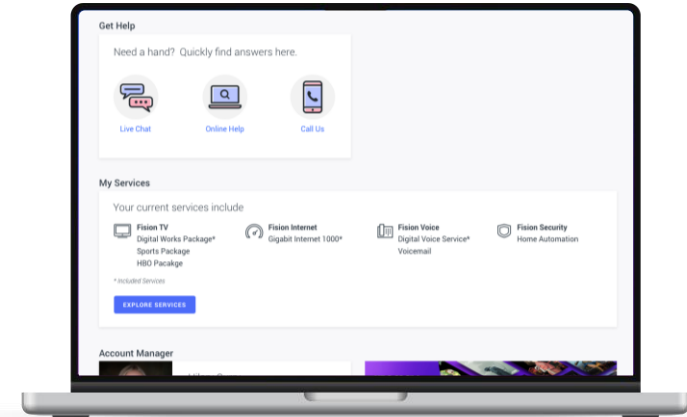 Get Help
Need a hand? Quickly find answers here.
Live Chat
Online Help
Call Us
My Services
Your current services include
Fision TV
Digital Works Package*
Sports Package
HBO Pacakge
Fision Internet
Gigabit Internet 1000*
Fision Voice
Digital Voice Service*
Voicemail
Fision Security
Home Automation
* Included Services
EXPLORE SERVICES
Account Manager